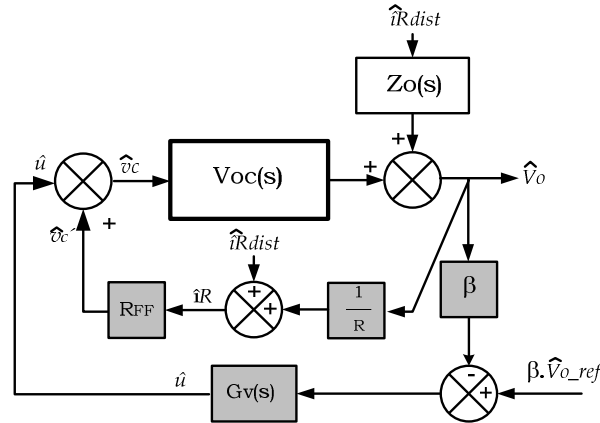 îRdist
Zo(s)
+
û
v̂c
Voc(s)
+
V̂o
v̂c´
+
îRdist
+
RFF
îR
+
1
R
β
û
Gv(s)
-
+
β.V̂o_ref